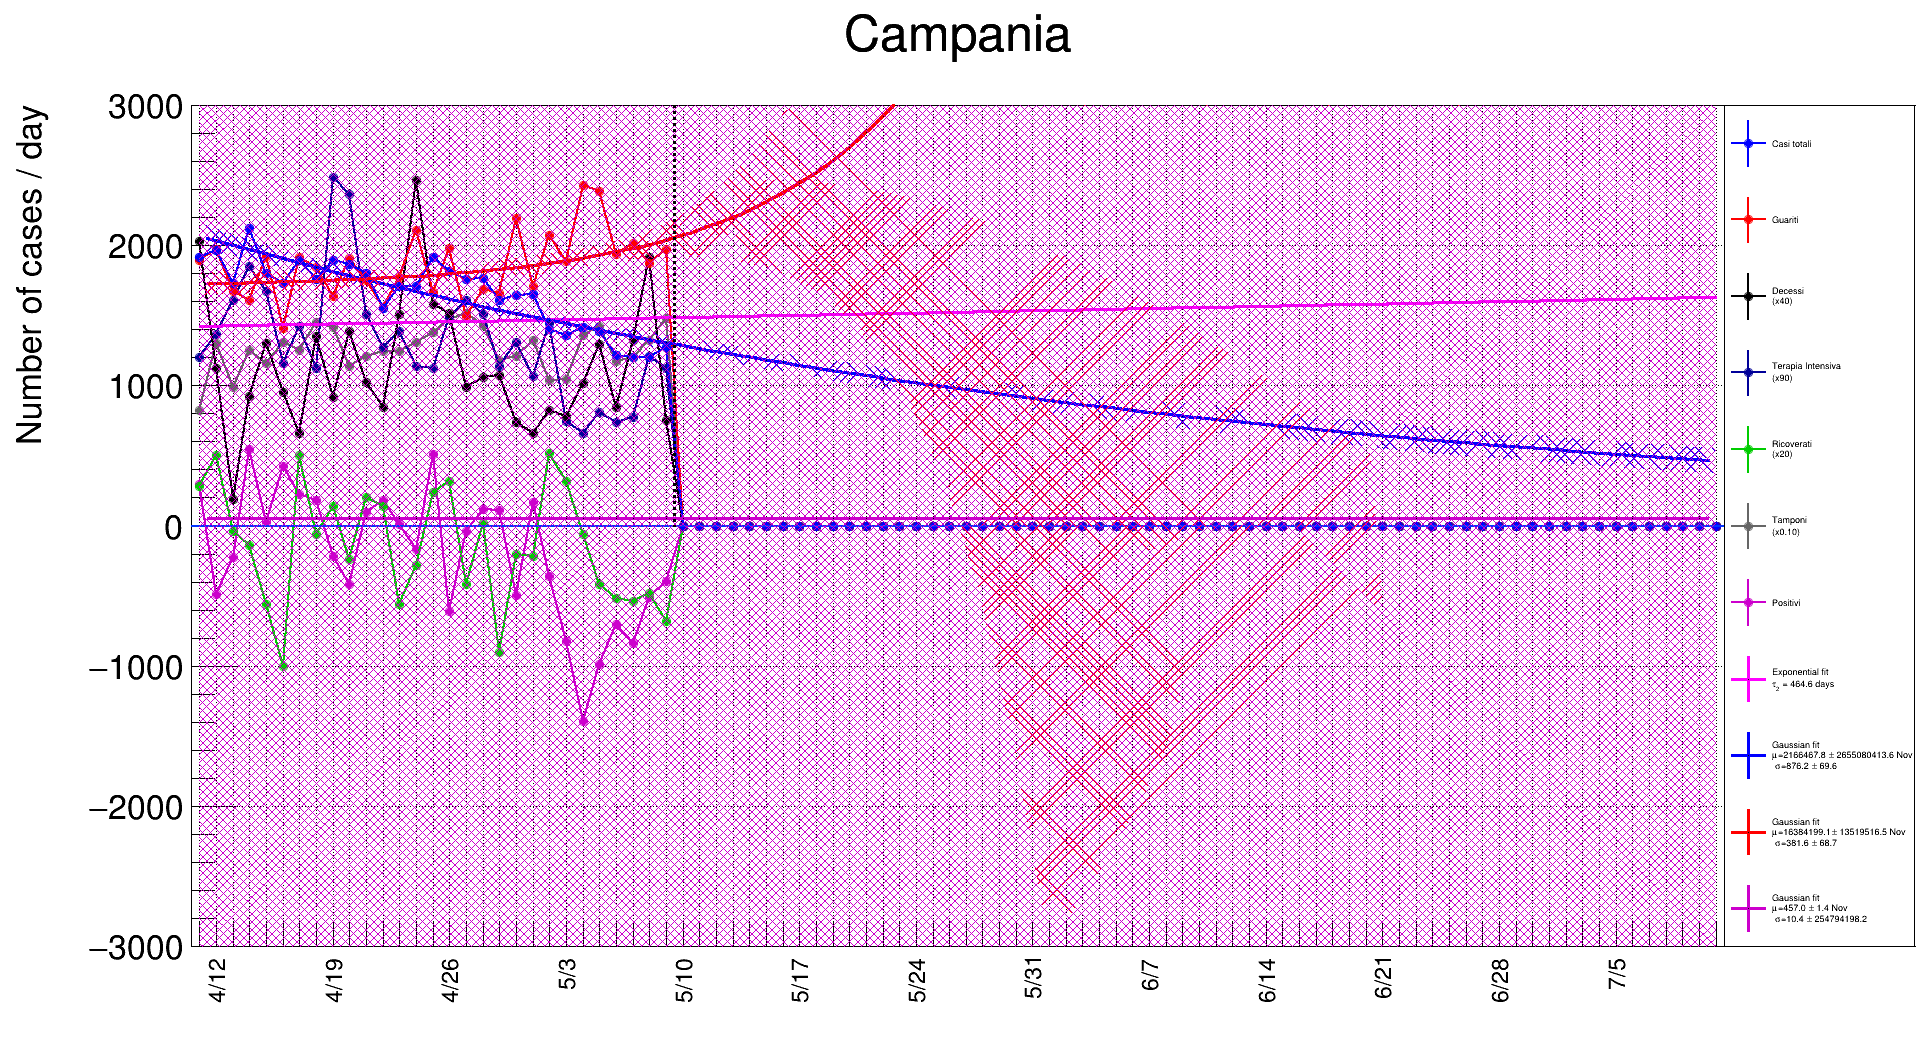 Campania
Number of cases / day
3000
2000
1000
0
−1000
−2000
−3000
4/12
4/19
4/26
5/3
5/10
5/17
5/24
5/31
6/7
6/14
6/21
6/28
7/5
Casi totali
Guariti
Decessi
(x40)
Terapia Intensiva
(x90)
Ricoverati
(x20)
Tamponi
(x0.10)
Positivi
Exponential fit
τ₂ = 464.6 days
Gaussian fit
μ=2166467.8 ± 2655080413.6 Nov
σ=876.2 ± 69.6
Gaussian fit
μ=16384199.1 ± 13519516.5 Nov
σ=381.6 ± 68.7
Gaussian fit
μ=457.0 ± 1.4 Nov
σ=10.4 ± 254794198.2